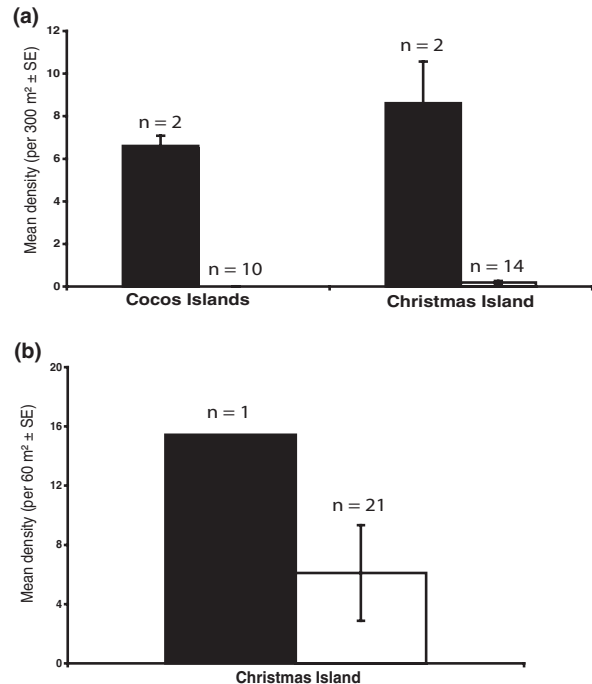 (a)
Mean density (per 300 m² ± SE)
12
10
8
6
4
2
0
n = 2
n = 10
n = 2
n = 14
Cocos Islands
Christmas Island
(b)
Mean density (per 60 m² ± SE)
20
16
12
8
4
0
n = 1
n = 21
Christmas Island